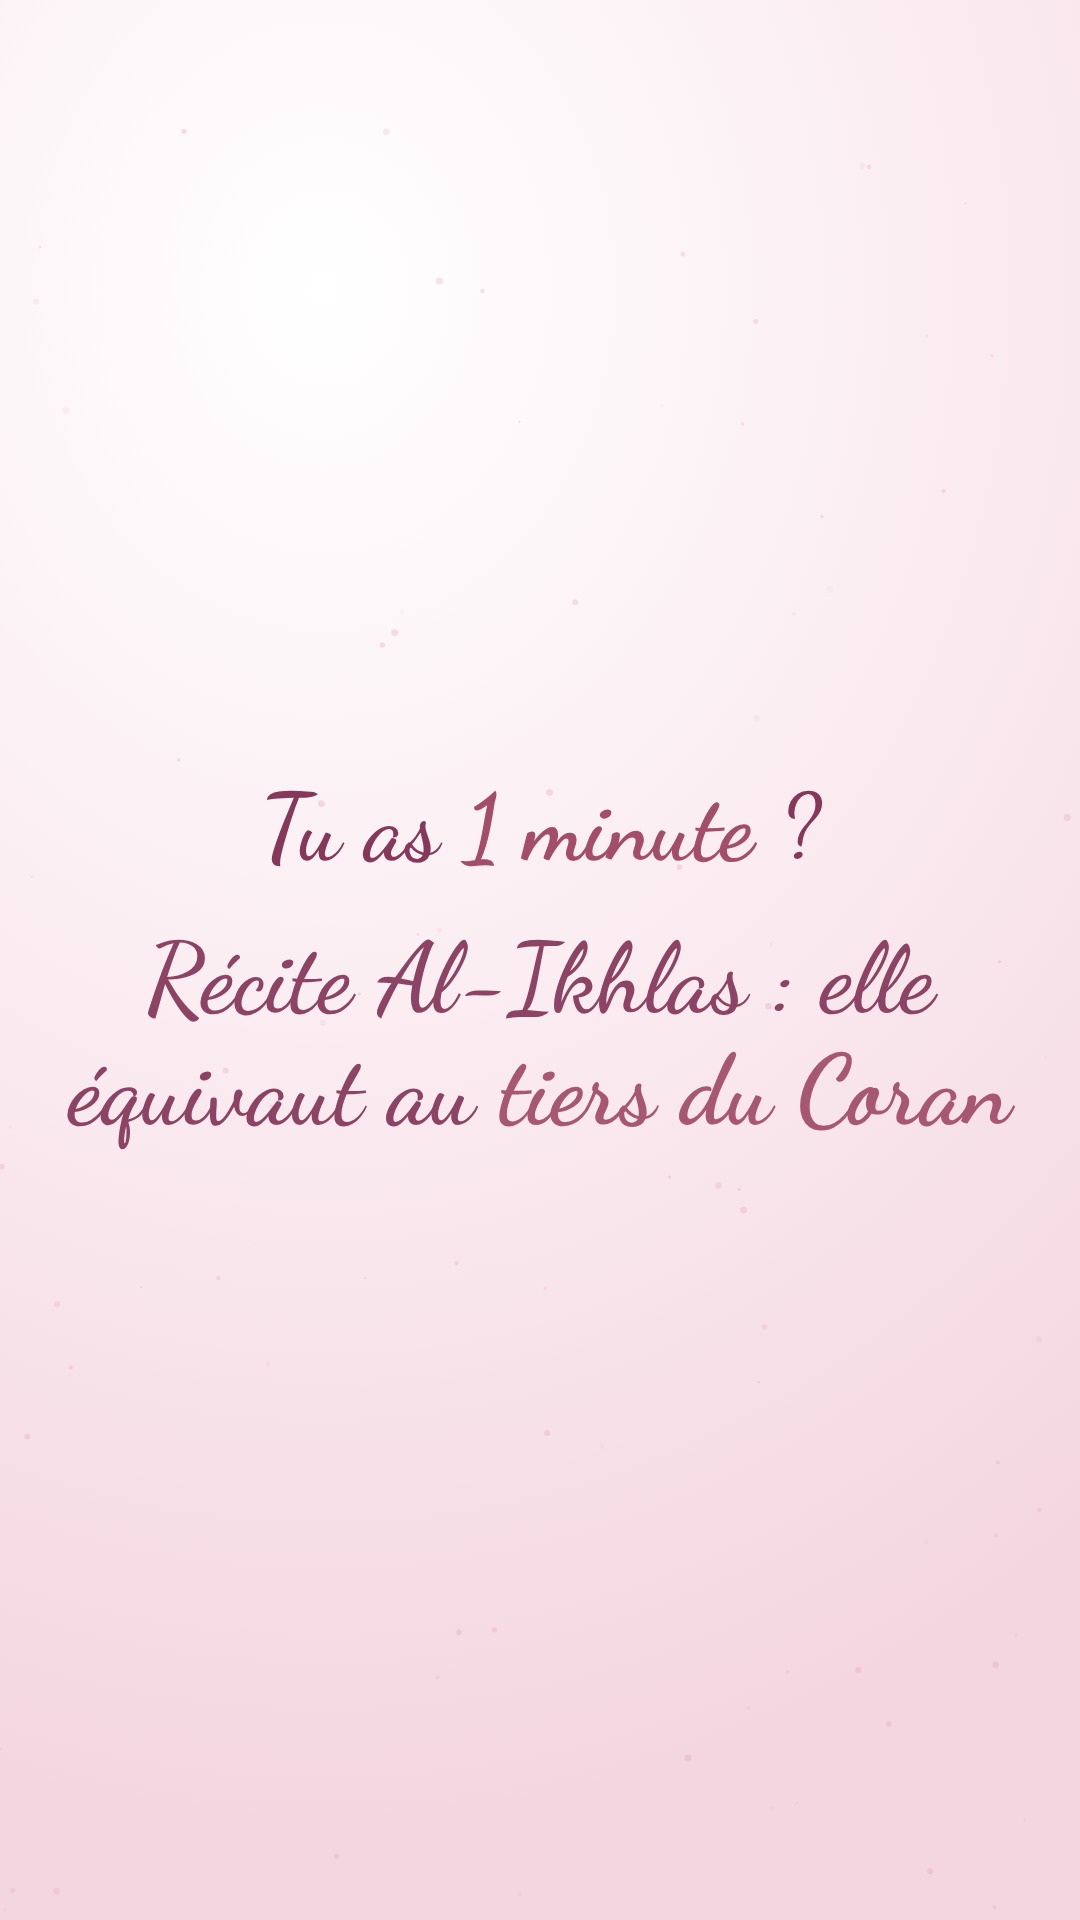 Tu as 1 minute ?
Récite Al-Ikhlas : elle
équivaut au tiers du Coran